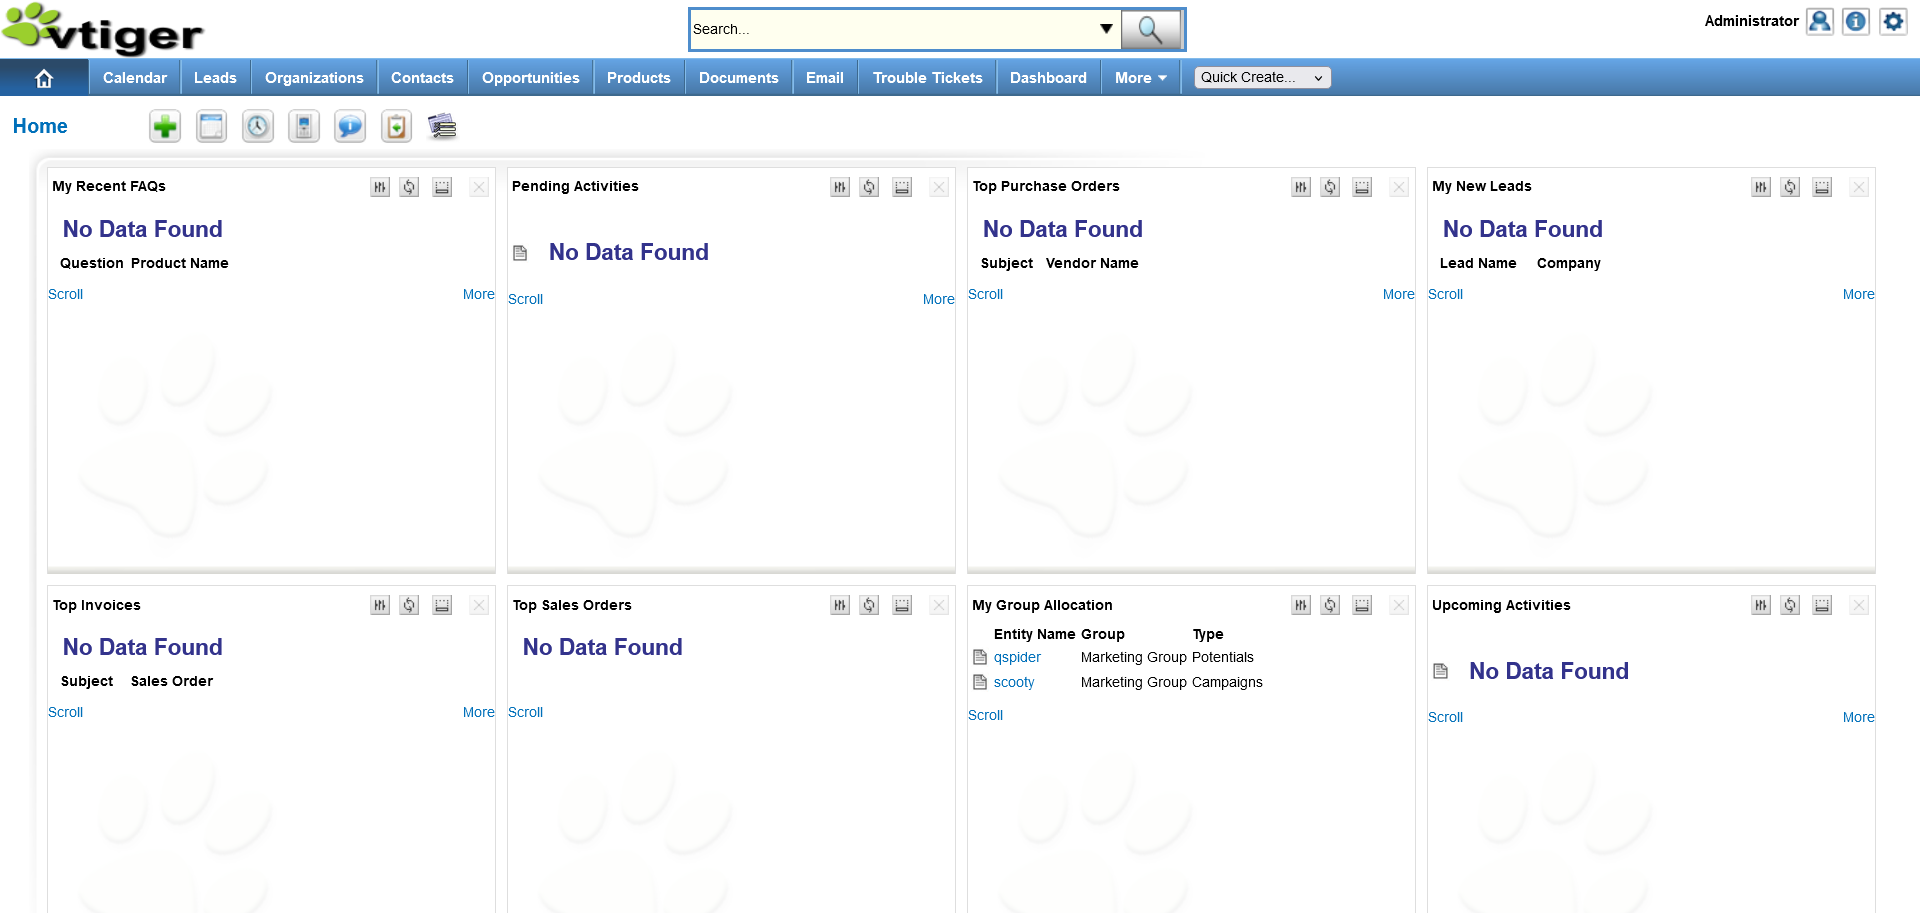 vtiger
Search...
Administrator
Calendar Leads Organizations Contacts Opportunities Products Documents Email Trouble Tickets Dashboard More Quick Create...
Home
My Recent FAQs
No Data Found
Question Product Name
Scroll More
Pending Activities
No Data Found
Scroll More
Top Purchase Orders
No Data Found
Subject Vendor Name
Scroll More
My New Leads
No Data Found
Lead Name Company
Scroll More
Top Invoices
No Data Found
Subject Sales Order
Scroll More
Top Sales Orders
No Data Found
Scroll
My Group Allocation
Entity Name Group Type
qspider Marketing Group Potentials
scooty Marketing Group Campaigns
Scroll
Upcoming Activities
No Data Found
Scroll More